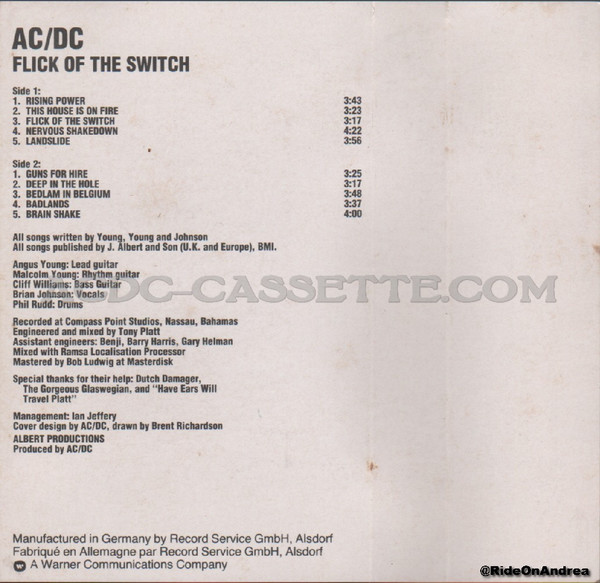 AC/DC
FLICK OF THE SWITCH
Side 1:
1. RISING POWER 3:43
2. THIS HOUSE IS ON FIRE 3:23
3. FLICK OF THE SWITCH 3:17
4. NERVOUS SHAKEDOWN 4:22
5. LANDSLIDE 3:56
Side 2:
1. GUNS FOR HIRE 3:25
2. DEEP IN THE HOLE 3:17
3. BEDLAM IN BELGIUM 3:48
4. BADLANDS 3:37
5. BRAIN SHAKE 4:00
All songs written by Young, Young and Johnson
All songs published by J. Albert and Son (U.K. and Europe), BMI.
Angus Young: Lead guitar
Malcolm Young: Rhythm guitar
Cliff Williams: Bass Guitar
Brian Johnson: Vocals
Phil Rudd: Drums
ACDC-CASSETTE.COM
Recorded at Compass Point Studios, Nassau, Bahamas
Engineered and mixed by Tony Platt
Assistant engineers: Benji, Barry Harris, Gary Helman
Mixed with Ramsa Localisation Processor
Mastered by Bob Ludwig at Masterdisk
Special thanks for their help: Dutch Damager,
The Gorgeous Glaswegian, and "Have Ears Will
Travel Platt"
Management: Ian Jeffery
Cover design by AC/DC, drawn by Brent Richardson
ALBERT PRODUCTIONS
Produced by AC/DC
Manufactured in Germany by Record Service GmbH, Alsdorf
Fabriqué en Allemagne par Record Service GmbH, Alsdorf
A Warner Communications Company
@RideOnAndrea